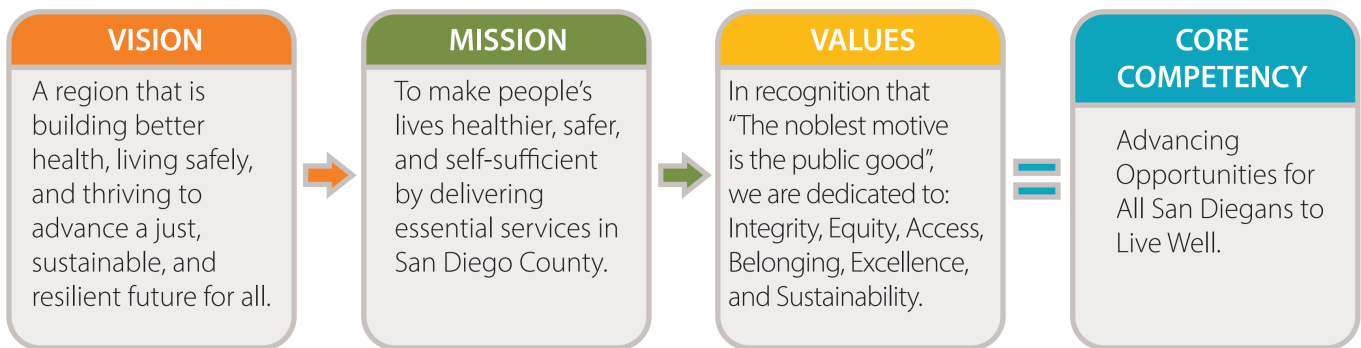 VISION
A region that is
building better
health, living safely,
and thriving to
advance a just,
sustainable, and
resilient future for all.
MISSION
To make people’s
lives healthier, safer,
and self-sufficient
by delivering
essential services in
San Diego County.
VALUES
In recognition that
“The noblest motive
is the public good”,
we are dedicated to:
Integrity, Equity, Access,
Belonging, Excellence,
and Sustainability.
CORE
COMPETENCY
Advancing
Opportunities for
All San Diegans to
Live Well.